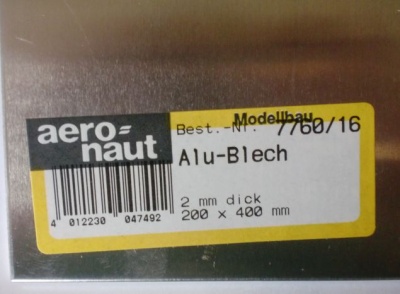 aero=
naut
Modellbau
Best.-Nr. 7760/16
Alu-Blech
2 mm dick
200 x 400 mm
4 012230 047492